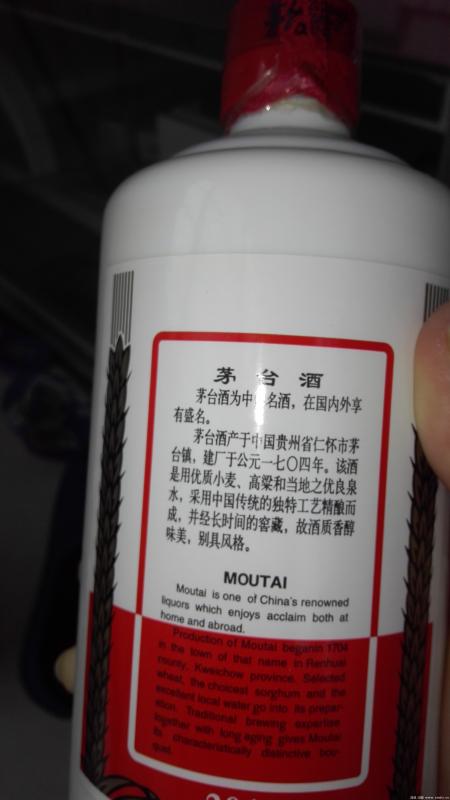 茅台酒
茅台酒为中国名酒，在国内外享
有盛名。
茅台酒产于中国贵州省仁怀市茅
台镇，建厂于公元一七〇四年。该酒
是用优质小麦、高粱和当地之优良泉
水，采用中国传统的独特工艺精酿而
成，并经长时间的窖藏，故酒质香醇
味美，别具风格。
MOUTAI
Moutai is one of China's renowned
liquors which enjoys acclaim both at
home and abroad.
Production of Moutai beganin 1704
in the town of that name in Renhuai
county, Kweichow province. Selected
wheat, the choicest sorghum and the
excellent local water go into its prepar-
ation. Traditional brewing expertise
together with long aging gives Moutai
its characteristically distinctive bou-
quet.